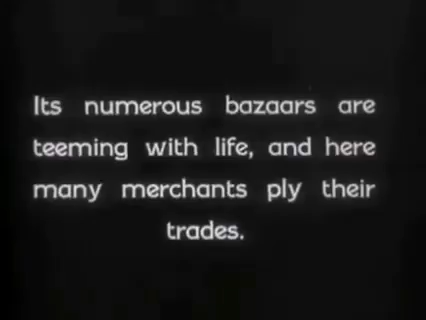 Its numerous bazaars are
teeming with life, and here
many merchants ply their
trades.